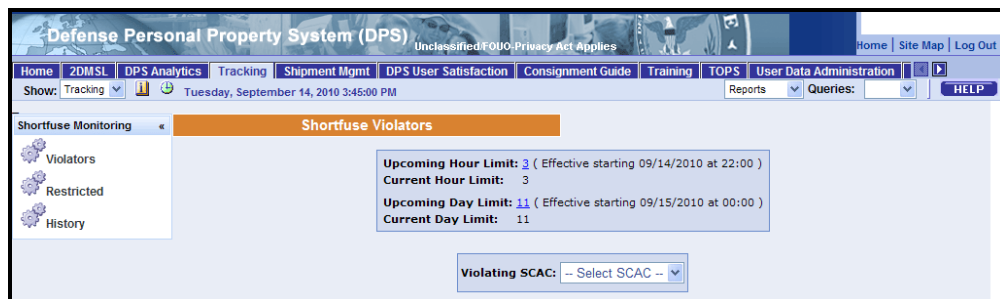 Defense Personal Property System (DPS)
Unclassified/FOUO-Privacy Act Applies
Home | Site Map | Log Out
Home 2DMSL DPS Analytics Tracking Shipment Mgmt DPS User Satisfaction Consignment Guide Training TOPS User Data Administration
Show: Tracking Tuesday, September 14, 2010 3:45:00 PM Reports Queries: HELP
Shortfuse Monitoring «
Violators
Restricted
History
Shortfuse Violators
Upcoming Hour Limit: 3 ( Effective starting 09/14/2010 at 22:00 )
Current Hour Limit: 3
Upcoming Day Limit: 11 ( Effective starting 09/15/2010 at 00:00 )
Current Day Limit: 11
Violating SCAC: -- Select SCAC --